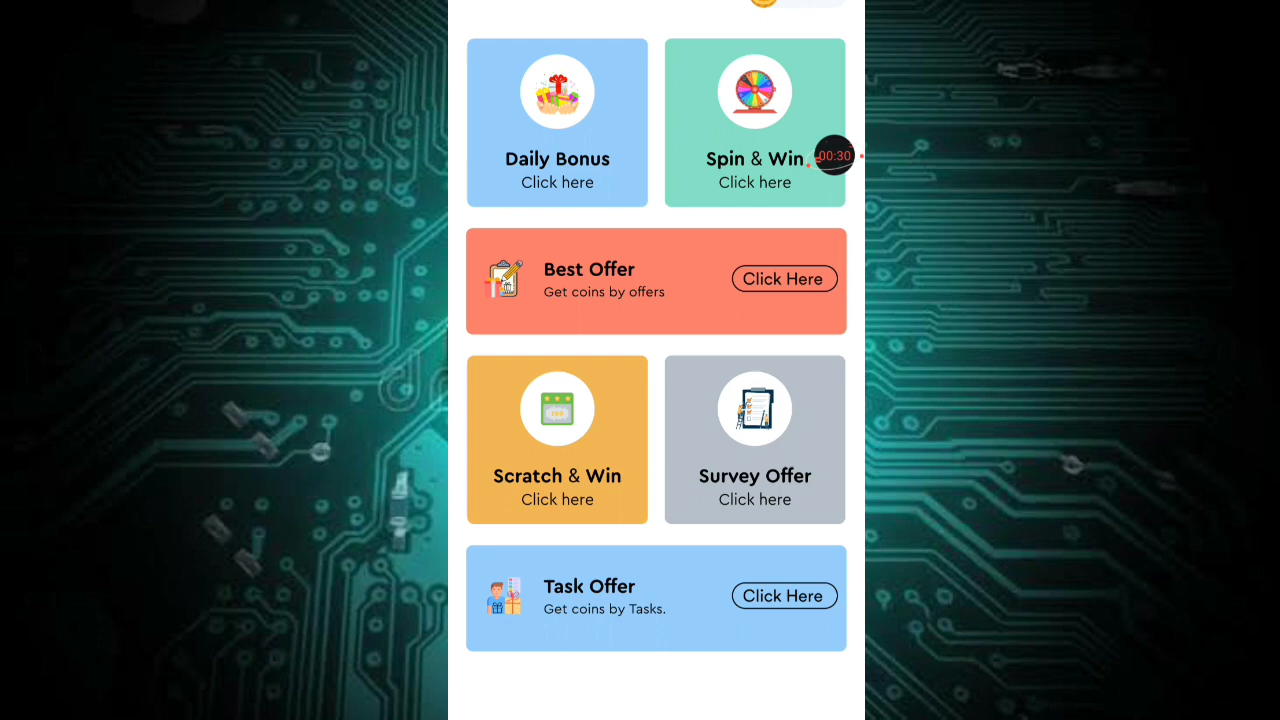 Daily Bonus
Click here
Spin & Win
Click here
00:30
Best Offer
Get coins by offers
Click Here
Scratch & Win
Click here
Survey Offer
Click here
Task Offer
Get coins by Tasks.
Click Here